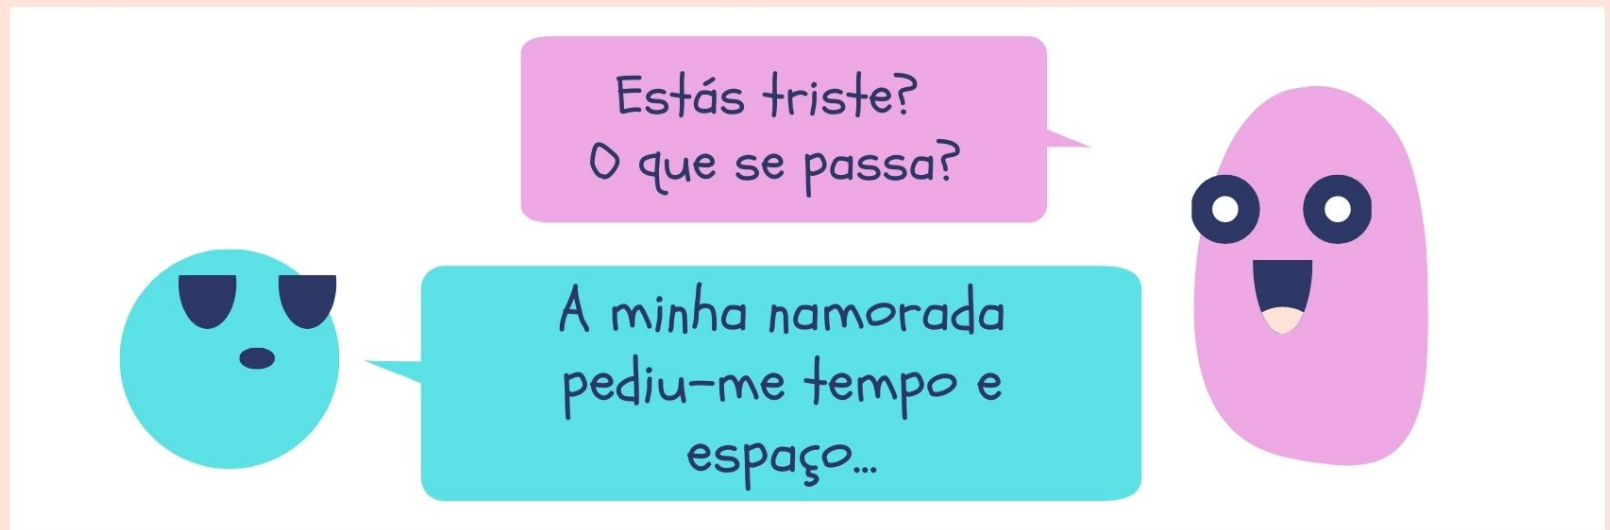 Estás triste?
O que se passa?
A minha namorada
pediu-me tempo e
espaço...